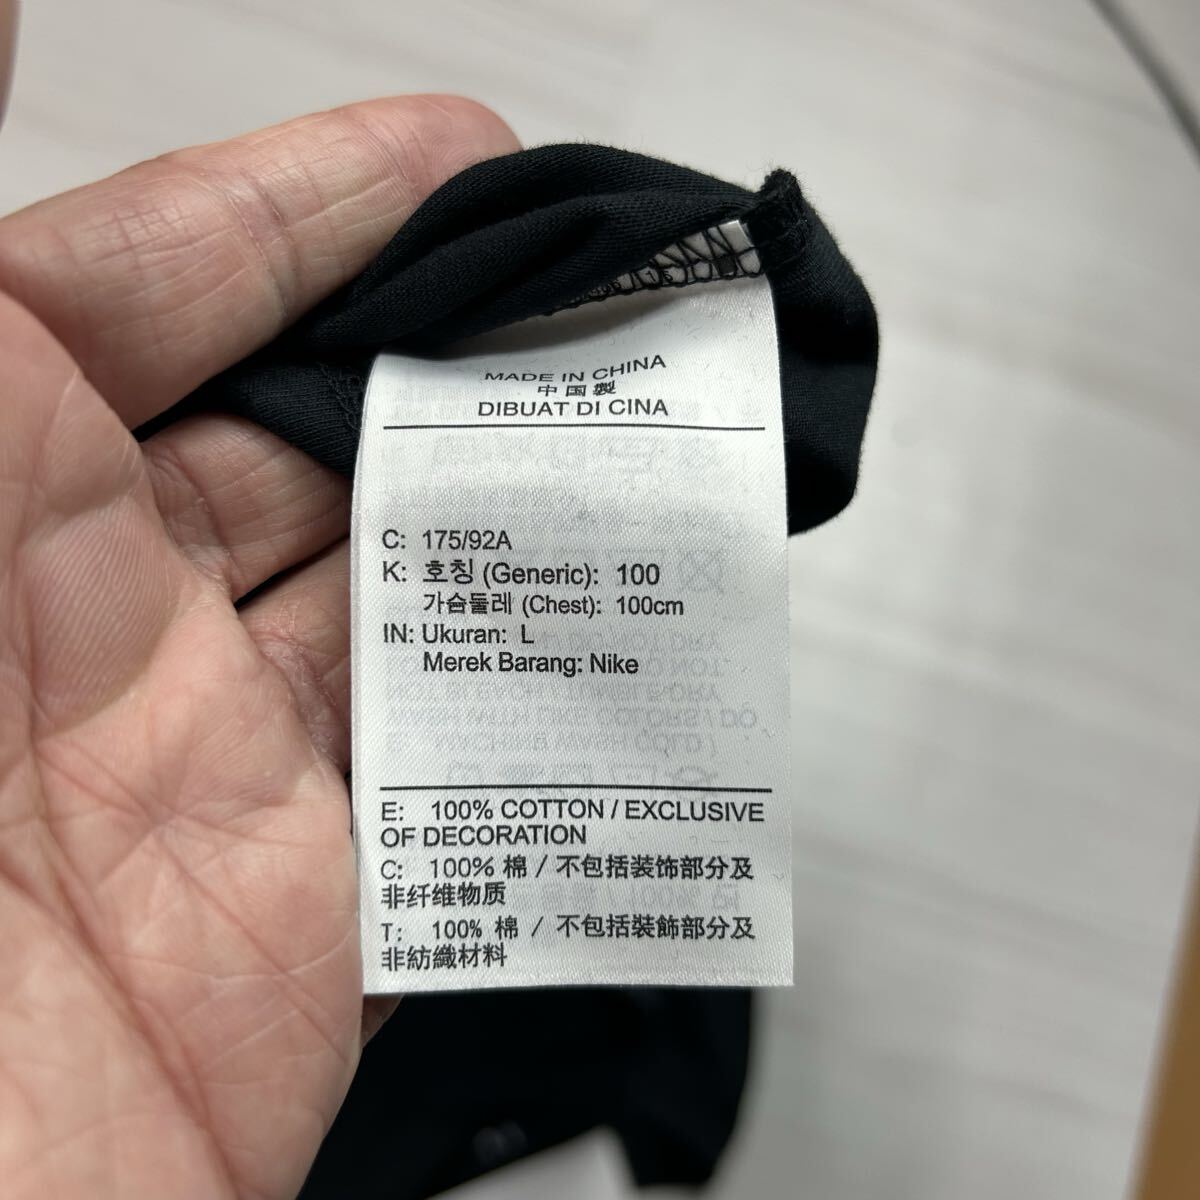 MADE IN CHINA
中国製
DIBUAT DI CINA
C: 175/92A
K: 호칭 (Generic): 100
가슴둘레 (Chest): 100cm
IN: Ukuran: L
Merek Barang: Nike
E: 100% COTTON / EXCLUSIVE
OF DECORATION
C: 100% 棉 / 不包括装饰部分及
非纤维物质
T: 100% 棉 / 不包括裝飾部分及
非紡織材料